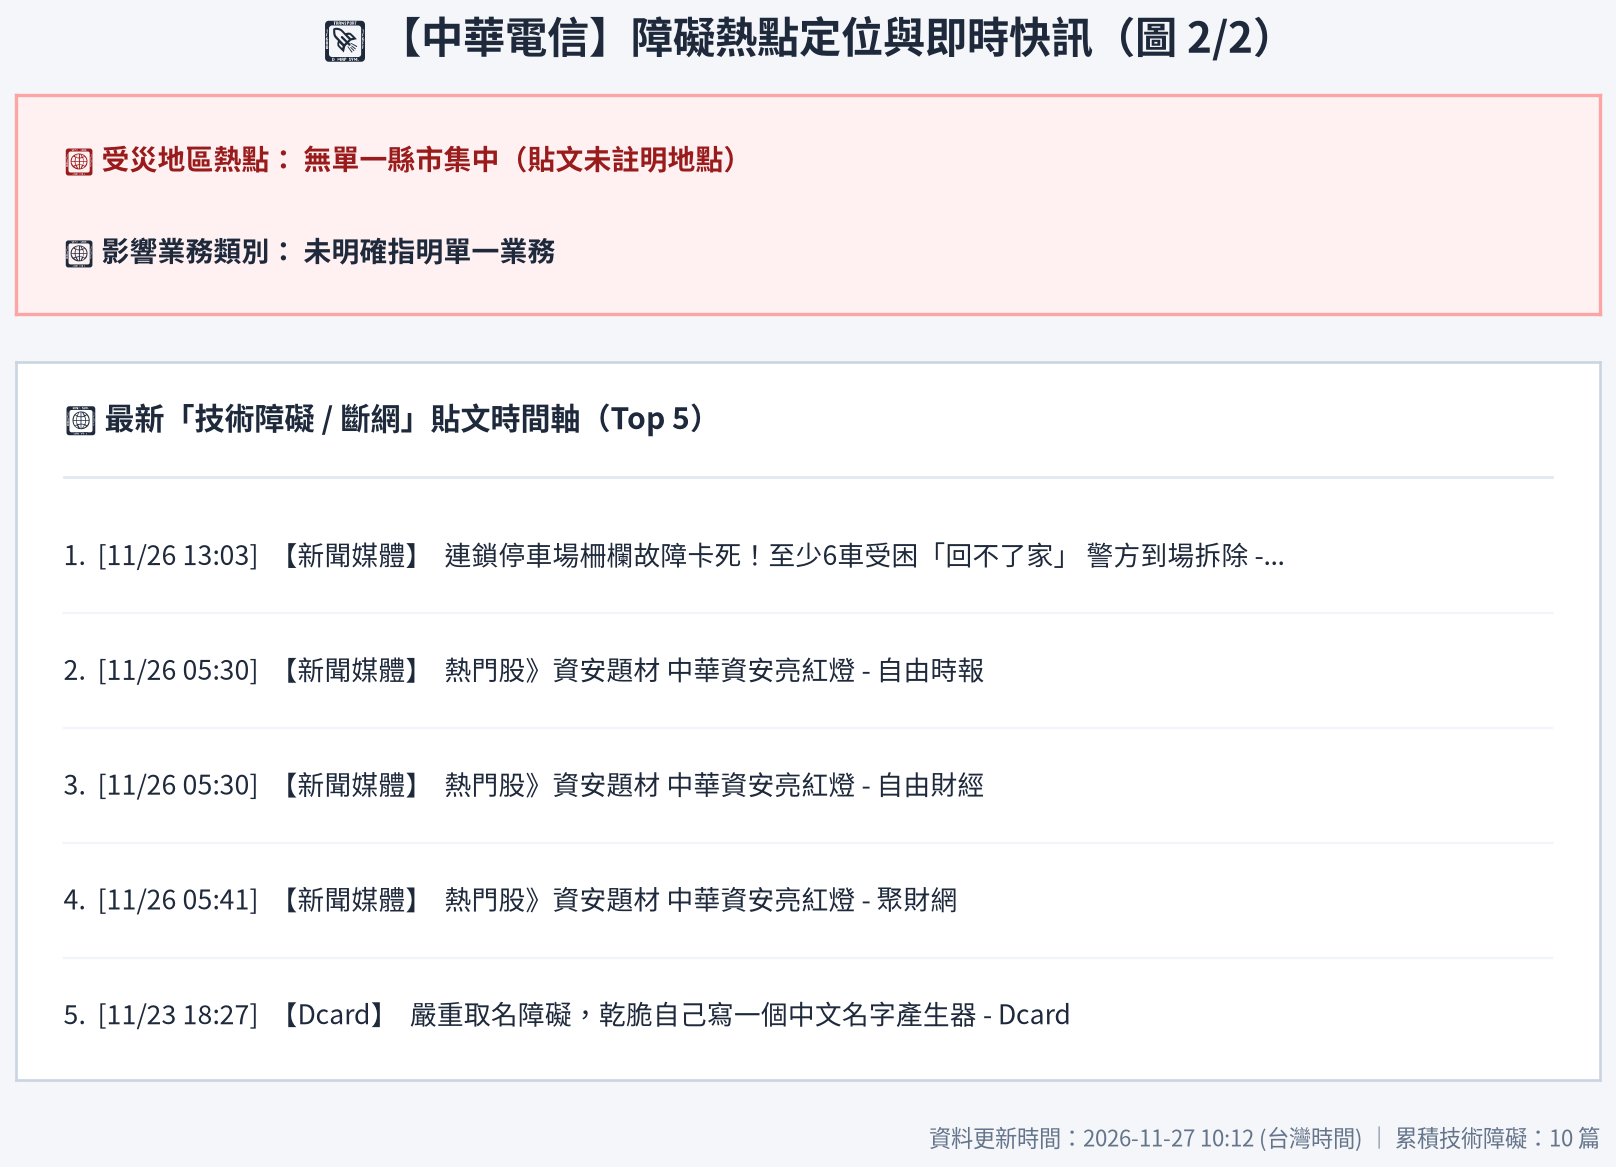 【中華電信】障礙熱點定位與即時快訊（圖 2/2）
受災地區熱點： 無單一縣市集中（貼文未註明地點）
影響業務類別： 未明確指明單一業務
最新「技術障礙 / 斷網」貼文時間軸（Top 5）
1. [11/26 13:03] 【新聞媒體】 連鎖停車場柵欄故障卡死！至少6車受困「回不了家」 警方到場拆除 -...
2. [11/26 05:30] 【新聞媒體】 熱門股》資安題材 中華資安亮紅燈 - 自由時報
3. [11/26 05:30] 【新聞媒體】 熱門股》資安題材 中華資安亮紅燈 - 自由財經
4. [11/26 05:41] 【新聞媒體】 熱門股》資安題材 中華資安亮紅燈 - 聚財網
5. [11/23 18:27] 【Dcard】 嚴重取名障礙，乾脆自己寫一個中文名字產生器 - Dcard
資料更新時間：2026-11-27 10:12 (台灣時間) ｜ 累積技術障礙：10 篇